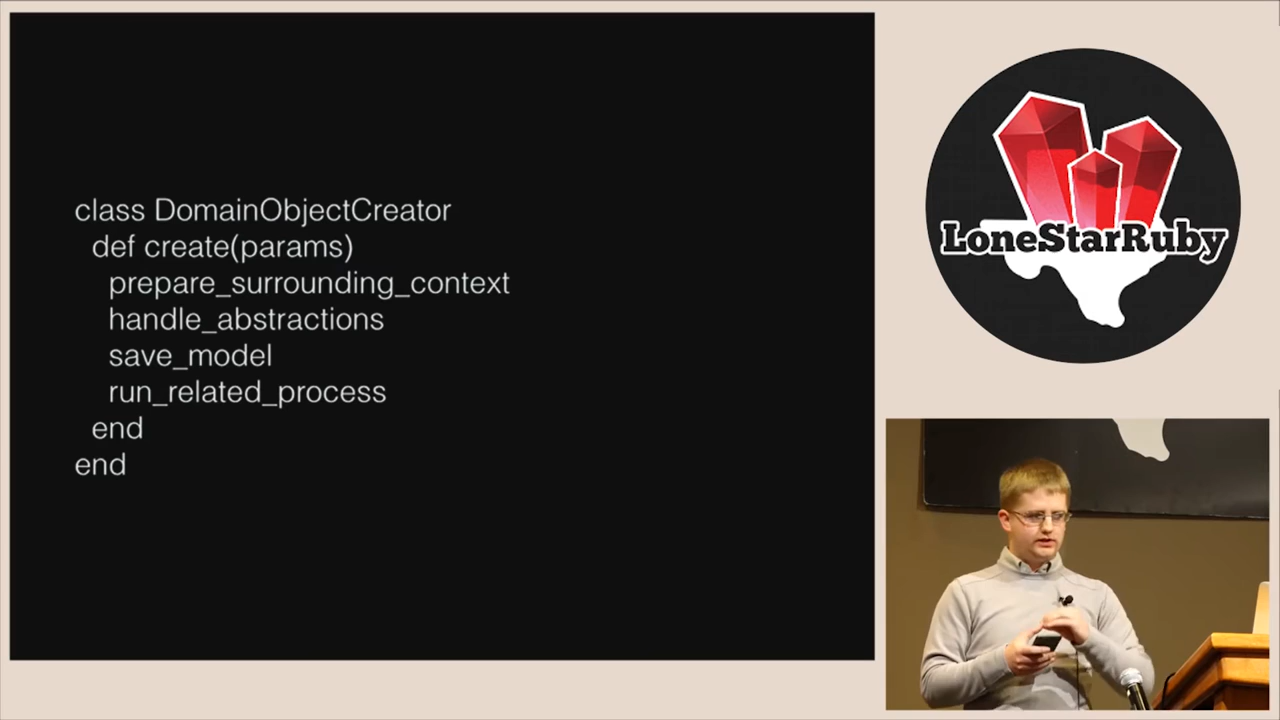 class DomainObjectCreator
def create(params)
prepare_surrounding_context
handle_abstractions
save_model
run_related_process
end
end
LoneStarRuby